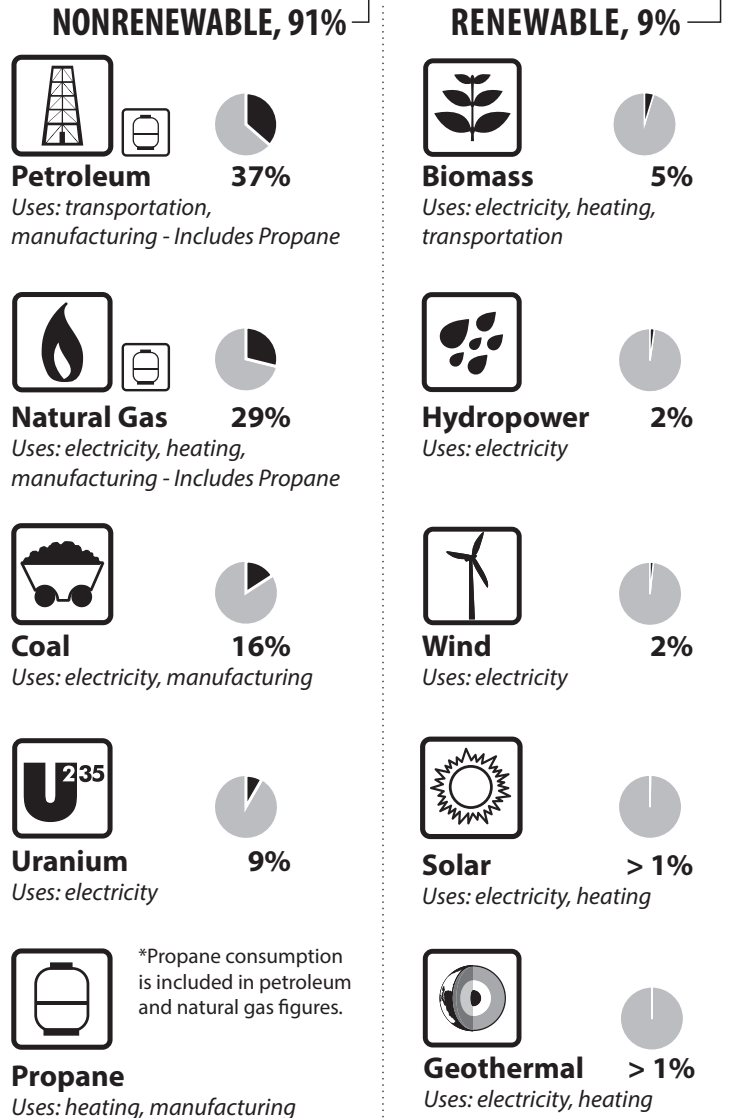 NONRENEWABLE, 91%
Petroleum 37%
Uses: transportation,
manufacturing - Includes Propane
Natural Gas 29%
Uses: electricity, heating,
manufacturing - Includes Propane
Coal 16%
Uses: electricity, manufacturing
U235
Uranium 9%
Uses: electricity
*Propane consumption
is included in petroleum
and natural gas figures.
Propane
Uses: heating, manufacturing
RENEWABLE, 9%
Biomass 5%
Uses: electricity, heating,
transportation
Hydropower 2%
Uses: electricity
Wind 2%
Uses: electricity
Solar > 1%
Uses: electricity, heating
Geothermal > 1%
Uses: electricity, heating